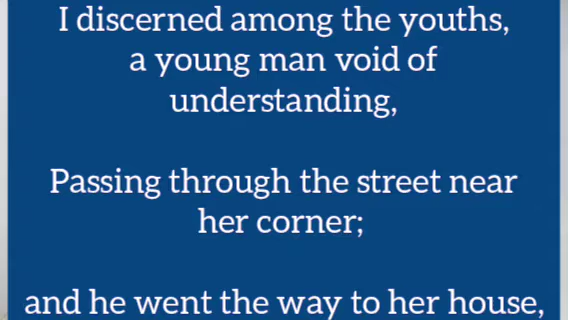 I discerned among the youths,
a young man void of
understanding,
Passing through the street near
her corner;
and he went the way to her house,